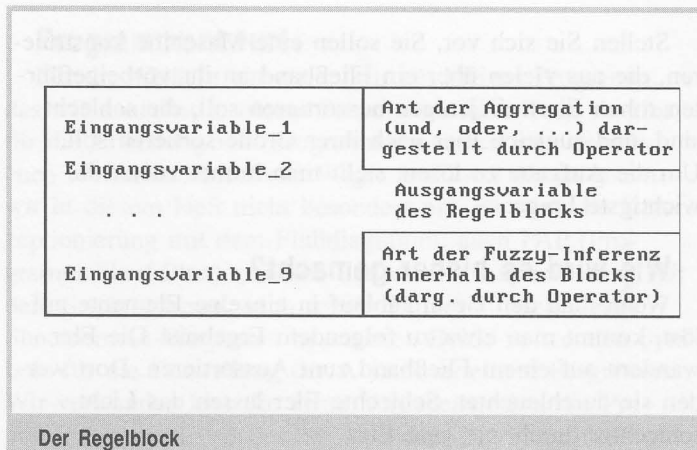 Eingangsvariable_1
Eingangsvariable_2
. . .
Eingangsvariable_9
Art der Aggregation
(und, oder, ...) dar-
gestellt durch Operator
Ausgangsvariable
des Regelblocks
Art der Fuzzy-Inferenz
innerhalb des Blocks
(darg. durch Operator)
Der Regelblock